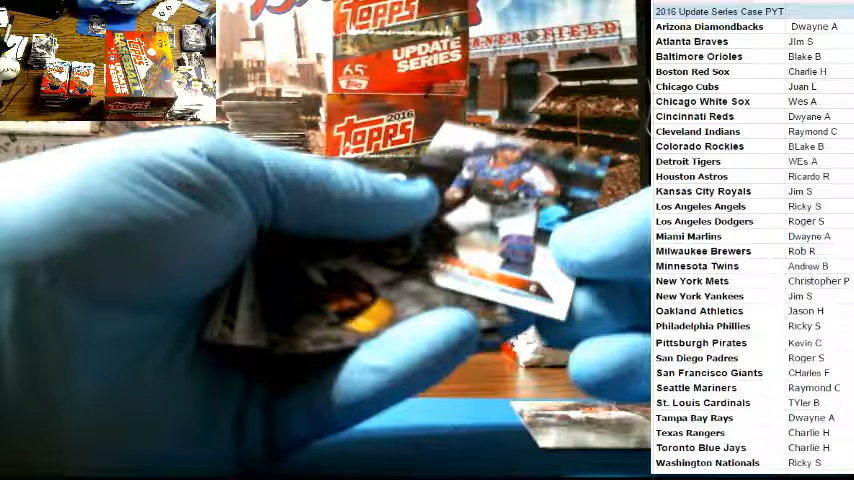 2016 Update Series Case PYT
Arizona Diamondbacks Dwayne A
Atlanta Braves Jim S
Baltimore Orioles Blake B
Boston Red Sox Charlie H
Chicago Cubs Juan L
Chicago White Sox Wes A
Cincinnati Reds Dwyane A
Cleveland Indians Raymond C
Colorado Rockies BLake B
Detroit Tigers WEs A
Houston Astros Ricardo R
Kansas City Royals Jim S
Los Angeles Angels Ricky S
Los Angeles Dodgers Roger S
Miami Marlins Dwayne A
Milwaukee Brewers Rob R
Minnesota Twins Andrew B
New York Mets Christopher P
New York Yankees Jim S
Oakland Athletics Jason H
Philadelphia Phillies Ricky S
Pittsburgh Pirates Kevin C
San Diego Padres Roger S
San Francisco Giants CHarles F
Seattle Mariners Raymond C
St. Louis Cardinals TYler B
Tampa Bay Rays Dwayne A
Texas Rangers Charlie H
Toronto Blue Jays Charlie H
Washington Nationals Ricky S
Topps
BASEBALL
UPDATE
SERIES
65
2016
Topps
FIELD